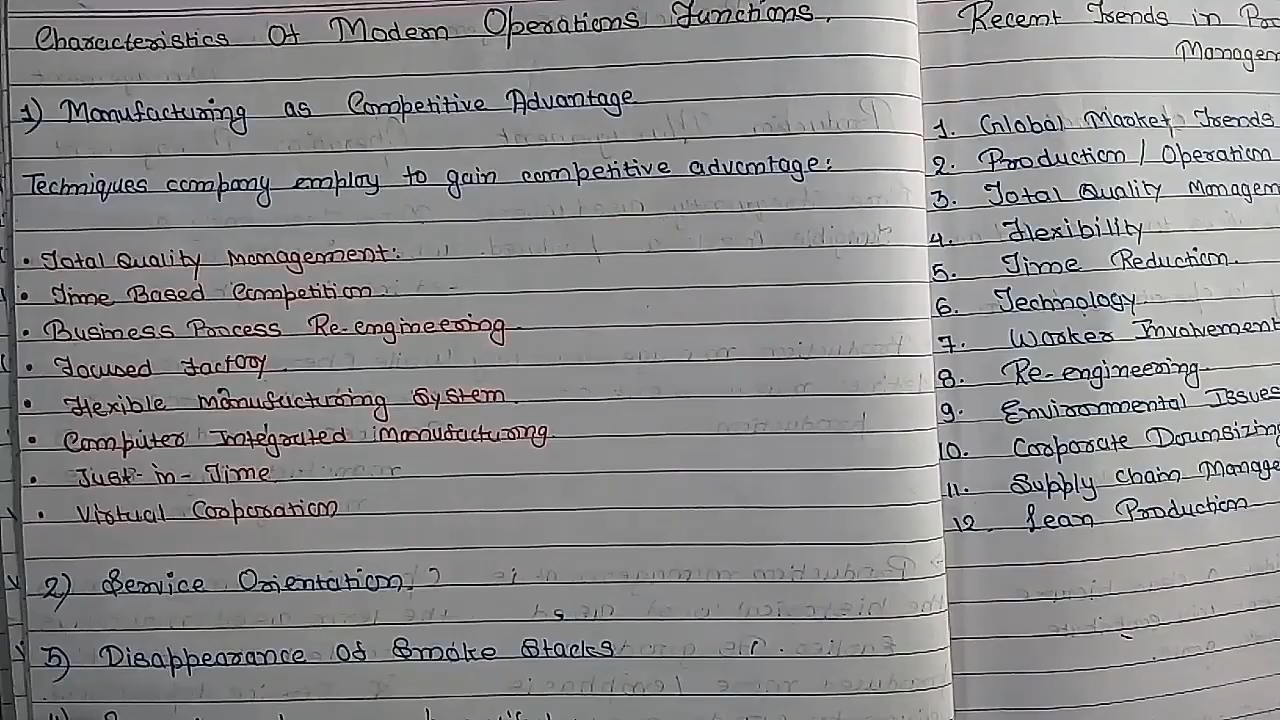 Characteristics Of Modern Operations Functions.
1) Manufacturing as Competitive Advantage
Techniques company employ to gain competitive advantage:
• Total Quality Management:
• Time Based Competition
• Business Process Re-engineering
• Focused Factory
• Flexible Manufacturing System
• Computer Integrated Manufacturing
• Just-in-Time
• Virtual Corporation
2) Service Orientation
3) Disappearance Of Smoke Stacks
Recent Trends in
1. Global Market Trends
2. Production / Operation
3. Total Quality Managem
4. Flexibility
5. Time Reduction.
6. Technology
7. Worker Involvement
8. Re-engineering
9. Environmental Issues
10. Corporate Downsizing
11. Supply Chain Manage
12. Lean Production